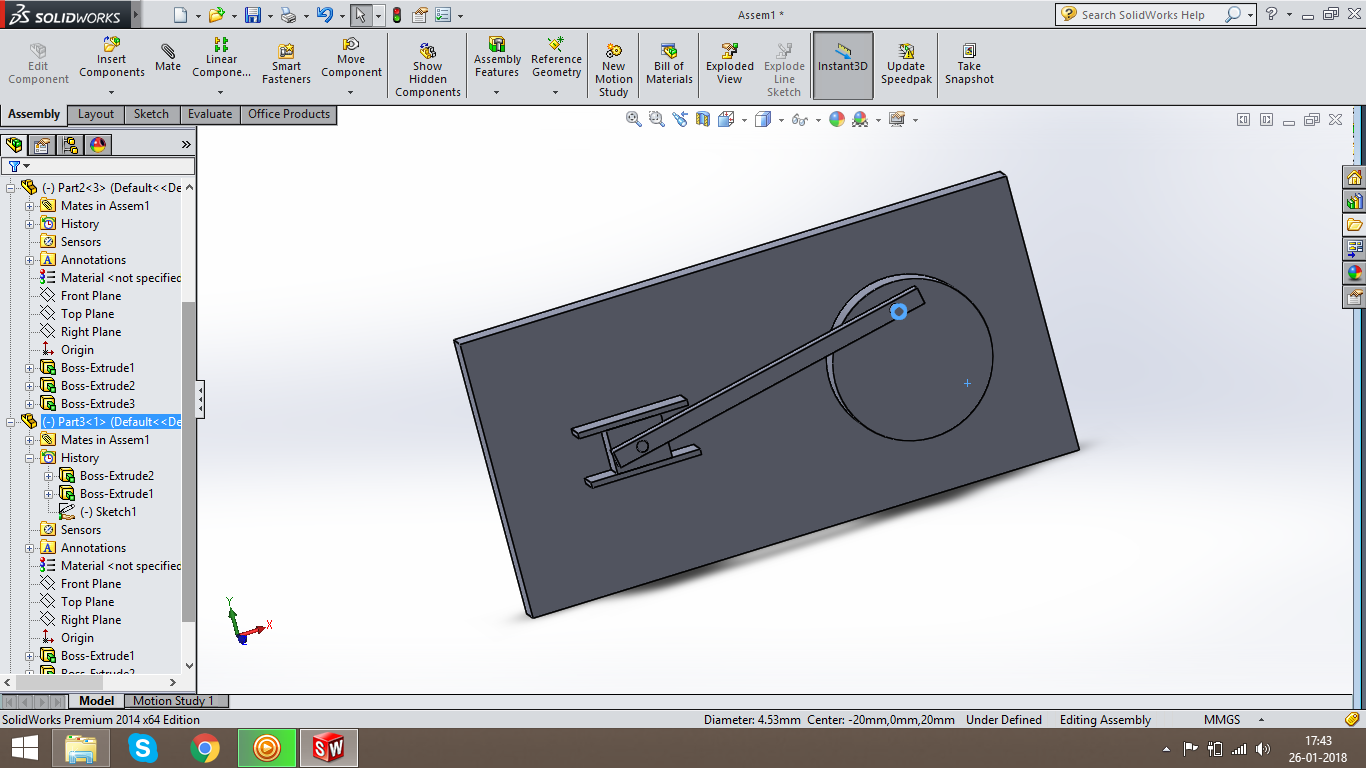 SOLIDWORKS
Assem1 *
Search SolidWorks Help
Edit Component
Insert Components
Mate
Linear Compone...
Smart Fasteners
Move Component
Show Hidden Components
Assembly Features
Reference Geometry
New Motion Study
Bill of Materials
Exploded View
Explode Line Sketch
Instant3D
Update Speedpak
Take Snapshot
Assembly
Layout
Sketch
Evaluate
Office Products
(-) Part2<3> (Default<<De
Mates in Assem1
History
Sensors
Annotations
Material <not specified
Front Plane
Top Plane
Right Plane
Origin
Boss-Extrude1
Boss-Extrude2
Boss-Extrude3
(-) Part3<1> (Default<<De
Mates in Assem1
History
Boss-Extrude2
Boss-Extrude1
(-) Sketch1
Sensors
Annotations
Material <not specified
Front Plane
Top Plane
Right Plane
Origin
Boss-Extrude1
Boss-Extrude2
Y
X
Model
Motion Study 1
SolidWorks Premium 2014 x64 Edition
Diameter: 4.53mm Center: -20mm,0mm,20mm
Under Defined
Editing Assembly
MMGS
17:43
26-01-2018